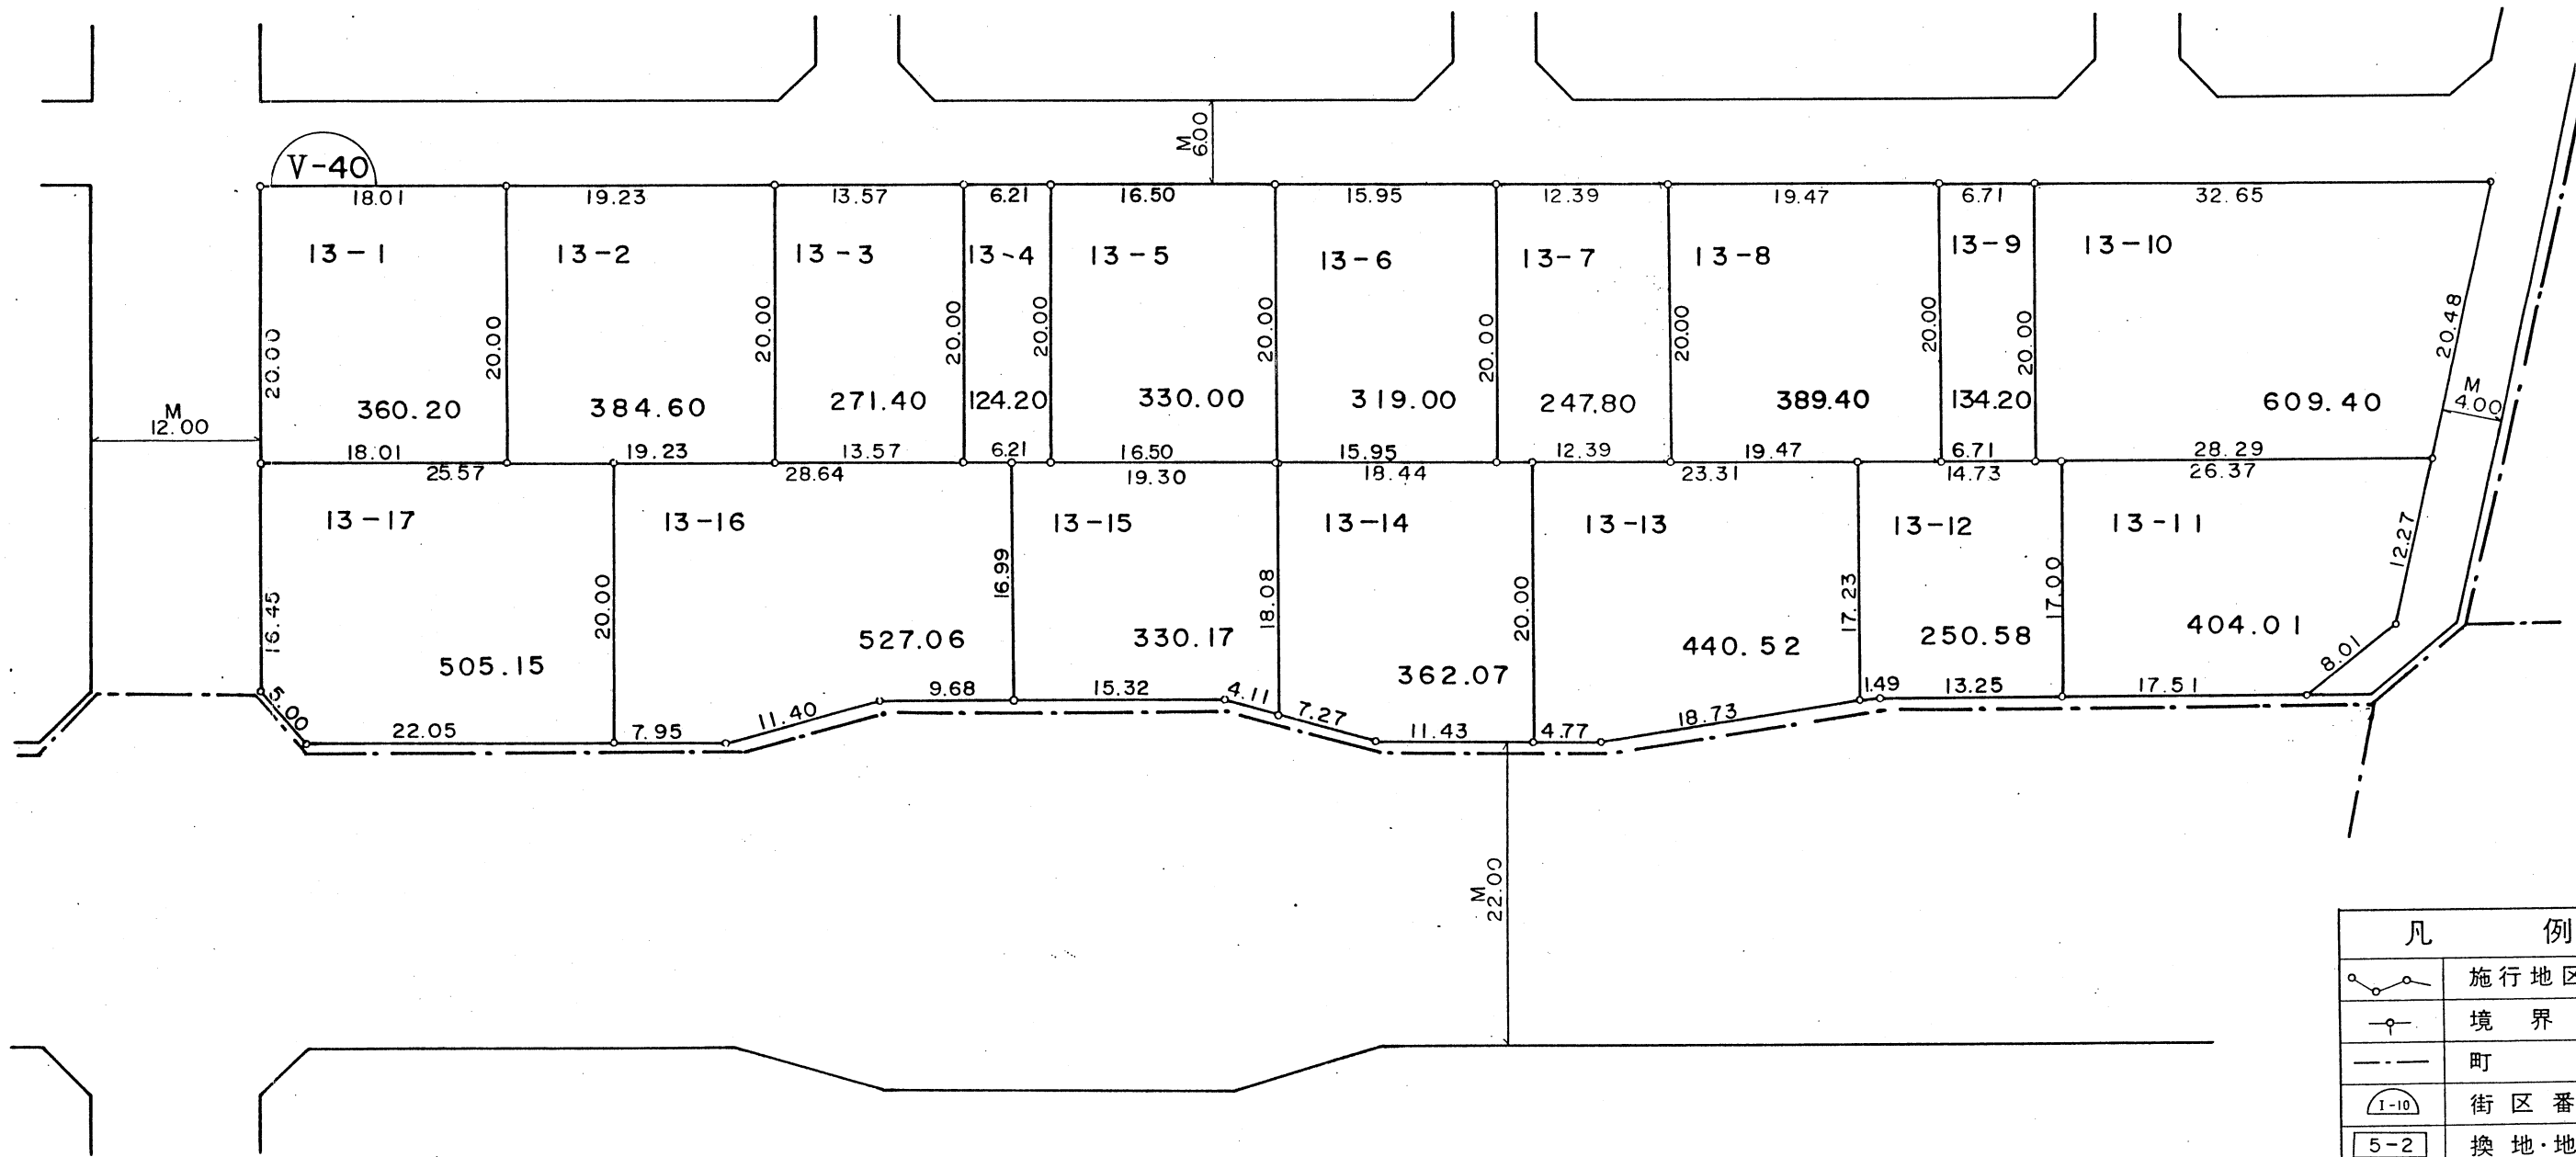 M
6.00
V-40
18.01 19.23 13.57 6.21 16.50 15.95 12.39 19.47 6.71 32.65
13-1 13-2 13-3 13-4 13-5 13-6 13-7 13-8 13-9 13-10
20.00 20.00 20.00 20.00 20.00 20.00 20.00 20.00 20.00 20.00 20.48
360.20 384.60 271.40 124.20 330.00 319.00 247.80 389.40 134.20 609.40
M
4.00
M
12.00
18.01 19.23 13.57 6.21 16.50 15.95 12.39 19.47 6.71 28.29
25.57 28.64 19.30 18.44 23.31 14.73 26.37
13-17 13-16 13-15 13-14 13-13 13-12 13-11
16.45 20.00 16.99 18.08 20.00 17.23 17.00 12.27
505.15 527.06 330.17 362.07 440.52 250.58 404.01
8.01
5.00 22.05 7.95 11.40 9.68 15.32 4.11 7.27 11.43 4.77 18.73 1.49 13.25 17.51
M
22.00
凡 例
施行地区
境 界
町
I-10 街 区 番
5-2 換 地・地